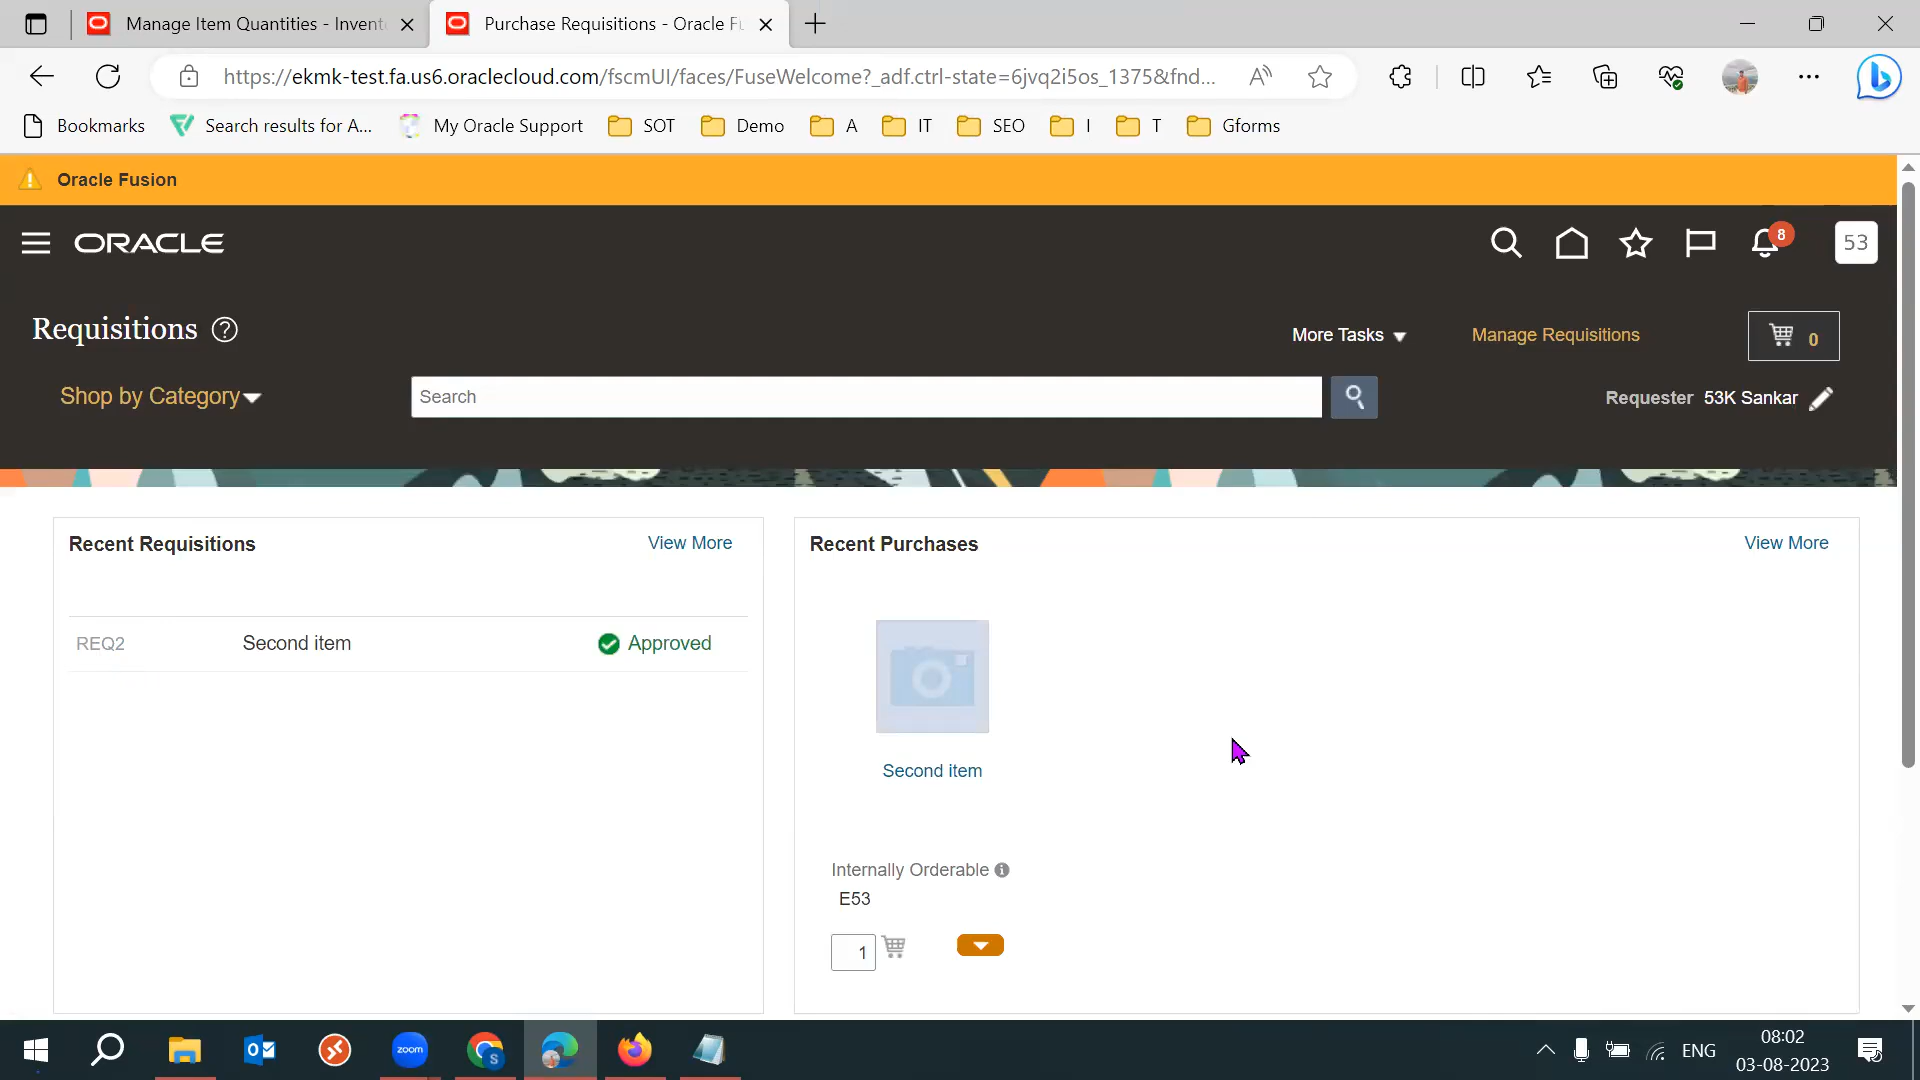 Manage Item Quantities - Invent
Purchase Requisitions - Oracle F
https://ekmk-test.fa.us6.oraclecloud.com/fscmUI/faces/FuseWelcome?_adf.ctrl-state=6jvq2i5os_1375&fnd...
Bookmarks
Search results for A...
My Oracle Support
SOT
Demo
A
IT
SEO
I
T
Gforms
Oracle Fusion
ORACLE
8
53
Requisitions
More Tasks
Manage Requisitions
0
Shop by Category
Search
Requester 53K Sankar
Recent Requisitions
View More
REQ2
Second item
Approved
Recent Purchases
View More
Second item
Internally Orderable
E53
1
zoom
S
ENG
08:02
03-08-2023